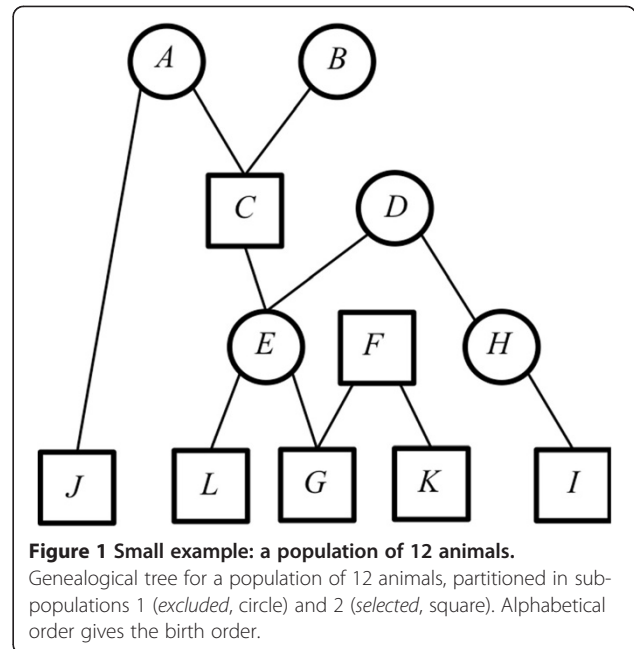 A B
C D
E F H
J L G K I
Figure 1 Small example: a population of 12 animals.
Genealogical tree for a population of 12 animals, partitioned in sub-
populations 1 (excluded, circle) and 2 (selected, square). Alphabetical
order gives the birth order.